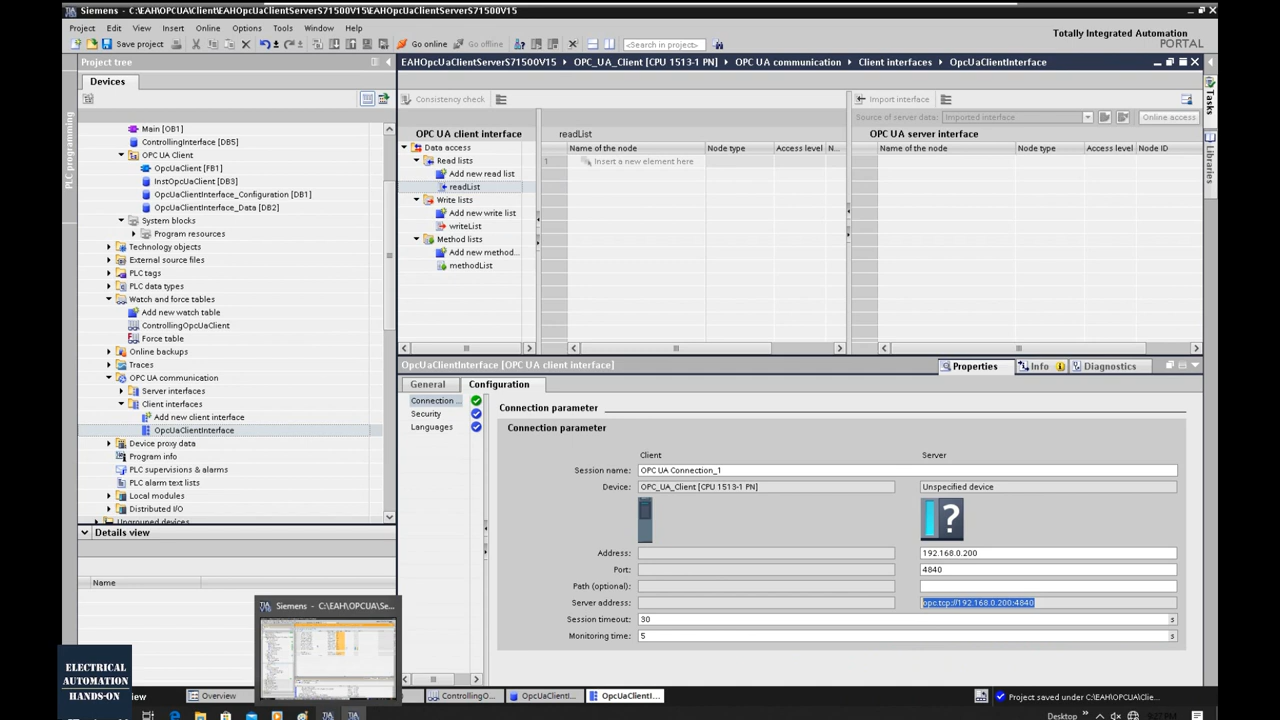 Siemens - C:\EAH\OPCUA\Client\EAHOpcUaClientServerS71500V15\EAHOpcUaClientServerS71500V15
Project Edit View Insert Online Options Tools Window Help
Totally Integrated Automation
PORTAL
Save project
Go online
Go offline
<Search in project>
Project tree
EAHOpcUaClientServerS71500V15 OPC_UA_Client [CPU 1513-1 PN] OPC UA communication Client interfaces OpcUaClientInterface
Devices
PLC programming
Main [OB1]
ControllingInterface [DB5]
OPC UA Client
OpcUaClient [FB1]
InstOpcUaClient [DB3]
OpcUaClientInterface_Configuration [DB1]
OpcUaClientInterface_Data [DB2]
System blocks
Program resources
Technology objects
External source files
PLC tags
PLC data types
Watch and force tables
Add new watch table
ControllingOpcUaClient
Force table
Online backups
Traces
OPC UA communication
Server interfaces
Client interfaces
Add new client interface
OpcUaClientInterface
Device proxy data
Program info
PLC supervisions & alarms
PLC alarm text lists
Local modules
Distributed I/O
Ungrouped devices
Details view
Name
Consistency check
OPC UA client interface
Data access
Read lists
Add new read list
readList
Write lists
Add new write list
writeList
Method lists
Add new method...
methodList
readList
Name of the node Node type Access level N...
1 Insert a new element here
Import interface
Source of server data: Imported interface
Online access
OPC UA server interface
Name of the node Node type Access level Node ID
Tasks
Libraries
OpcUaClientInterface [OPC UA client interface]
Properties Info Diagnostics
General Configuration
Connection ...
Security
Languages
Connection parameter
Connection parameter
Client Server
Session name: OPC UA Connection_1
Device: OPC_UA_Client [CPU 1513-1 PN] Unspecified device
?
Address: 192.168.0.200
Port: 4840
Path (optional):
Server address: opc.tcp://192.168.0.200:4840
Session timeout: 30 s
Monitoring time: 5 s
Siemens - C:\EAH\OPCUA\Se...
ELECTRICAL
AUTOMATION
HANDS-ON
Overview
ControllingO...
OpcUaClientI...
OpcUaClientI...
Project saved under C:\EAH\OPCUA\Clie...
Desktop